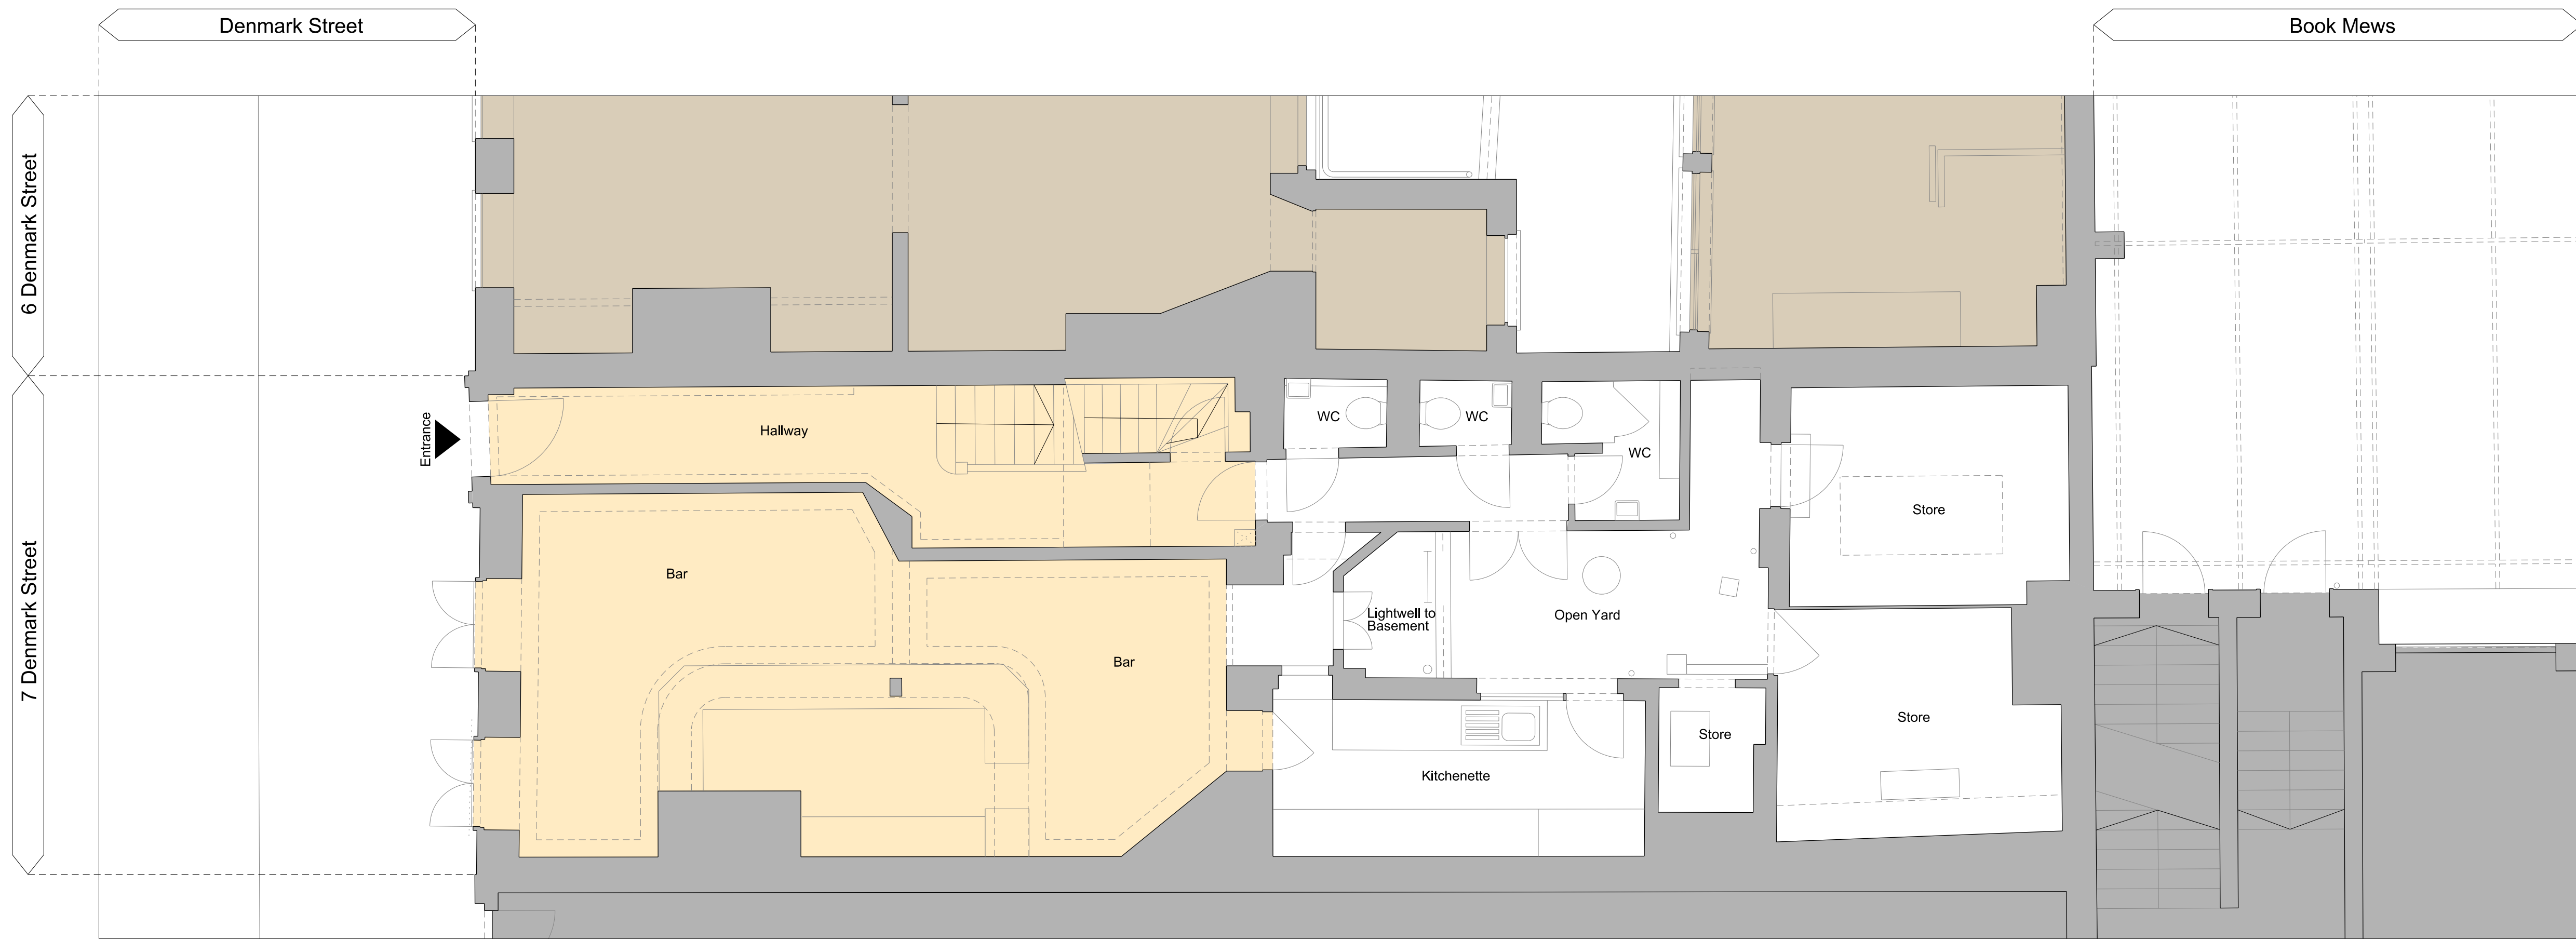 Denmark Street
Book Mews
6 Denmark Street
7 Denmark Street
Entrance
Hallway
WC
WC
WC
Store
Bar
Bar
Lightwell to
Basement
Open Yard
Store
Store
Kitchenette